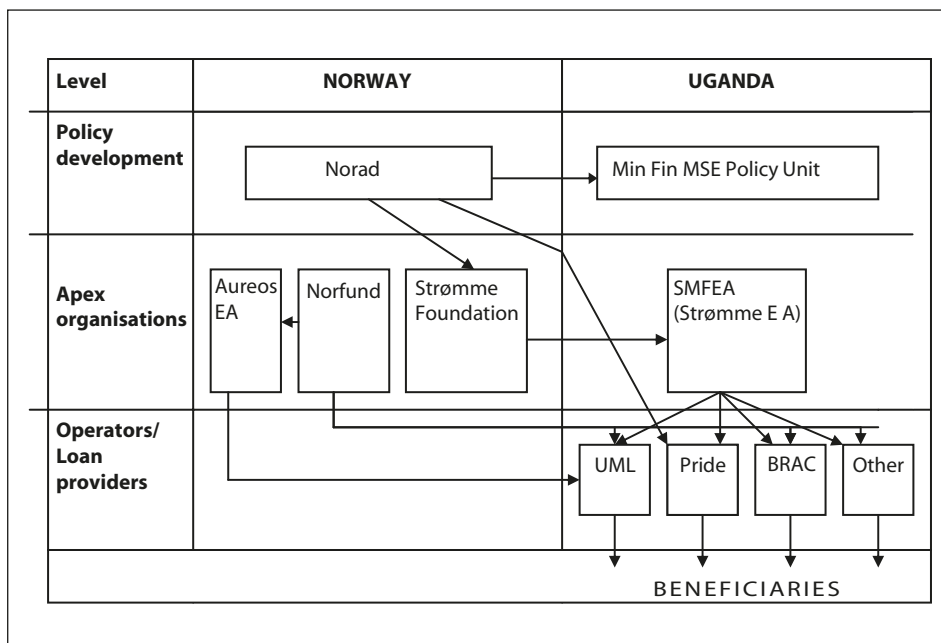 Level
NORWAY
UGANDA
Policy
development
Norad
Min Fin MSE Policy Unit
Apex
organisations
Aureos
EA
Norfund
Strømme
Foundation
SMFEA
(Strømme E A)
Operators/
Loan
providers
UML
Pride
BRAC
Other
BENEFICIARIES